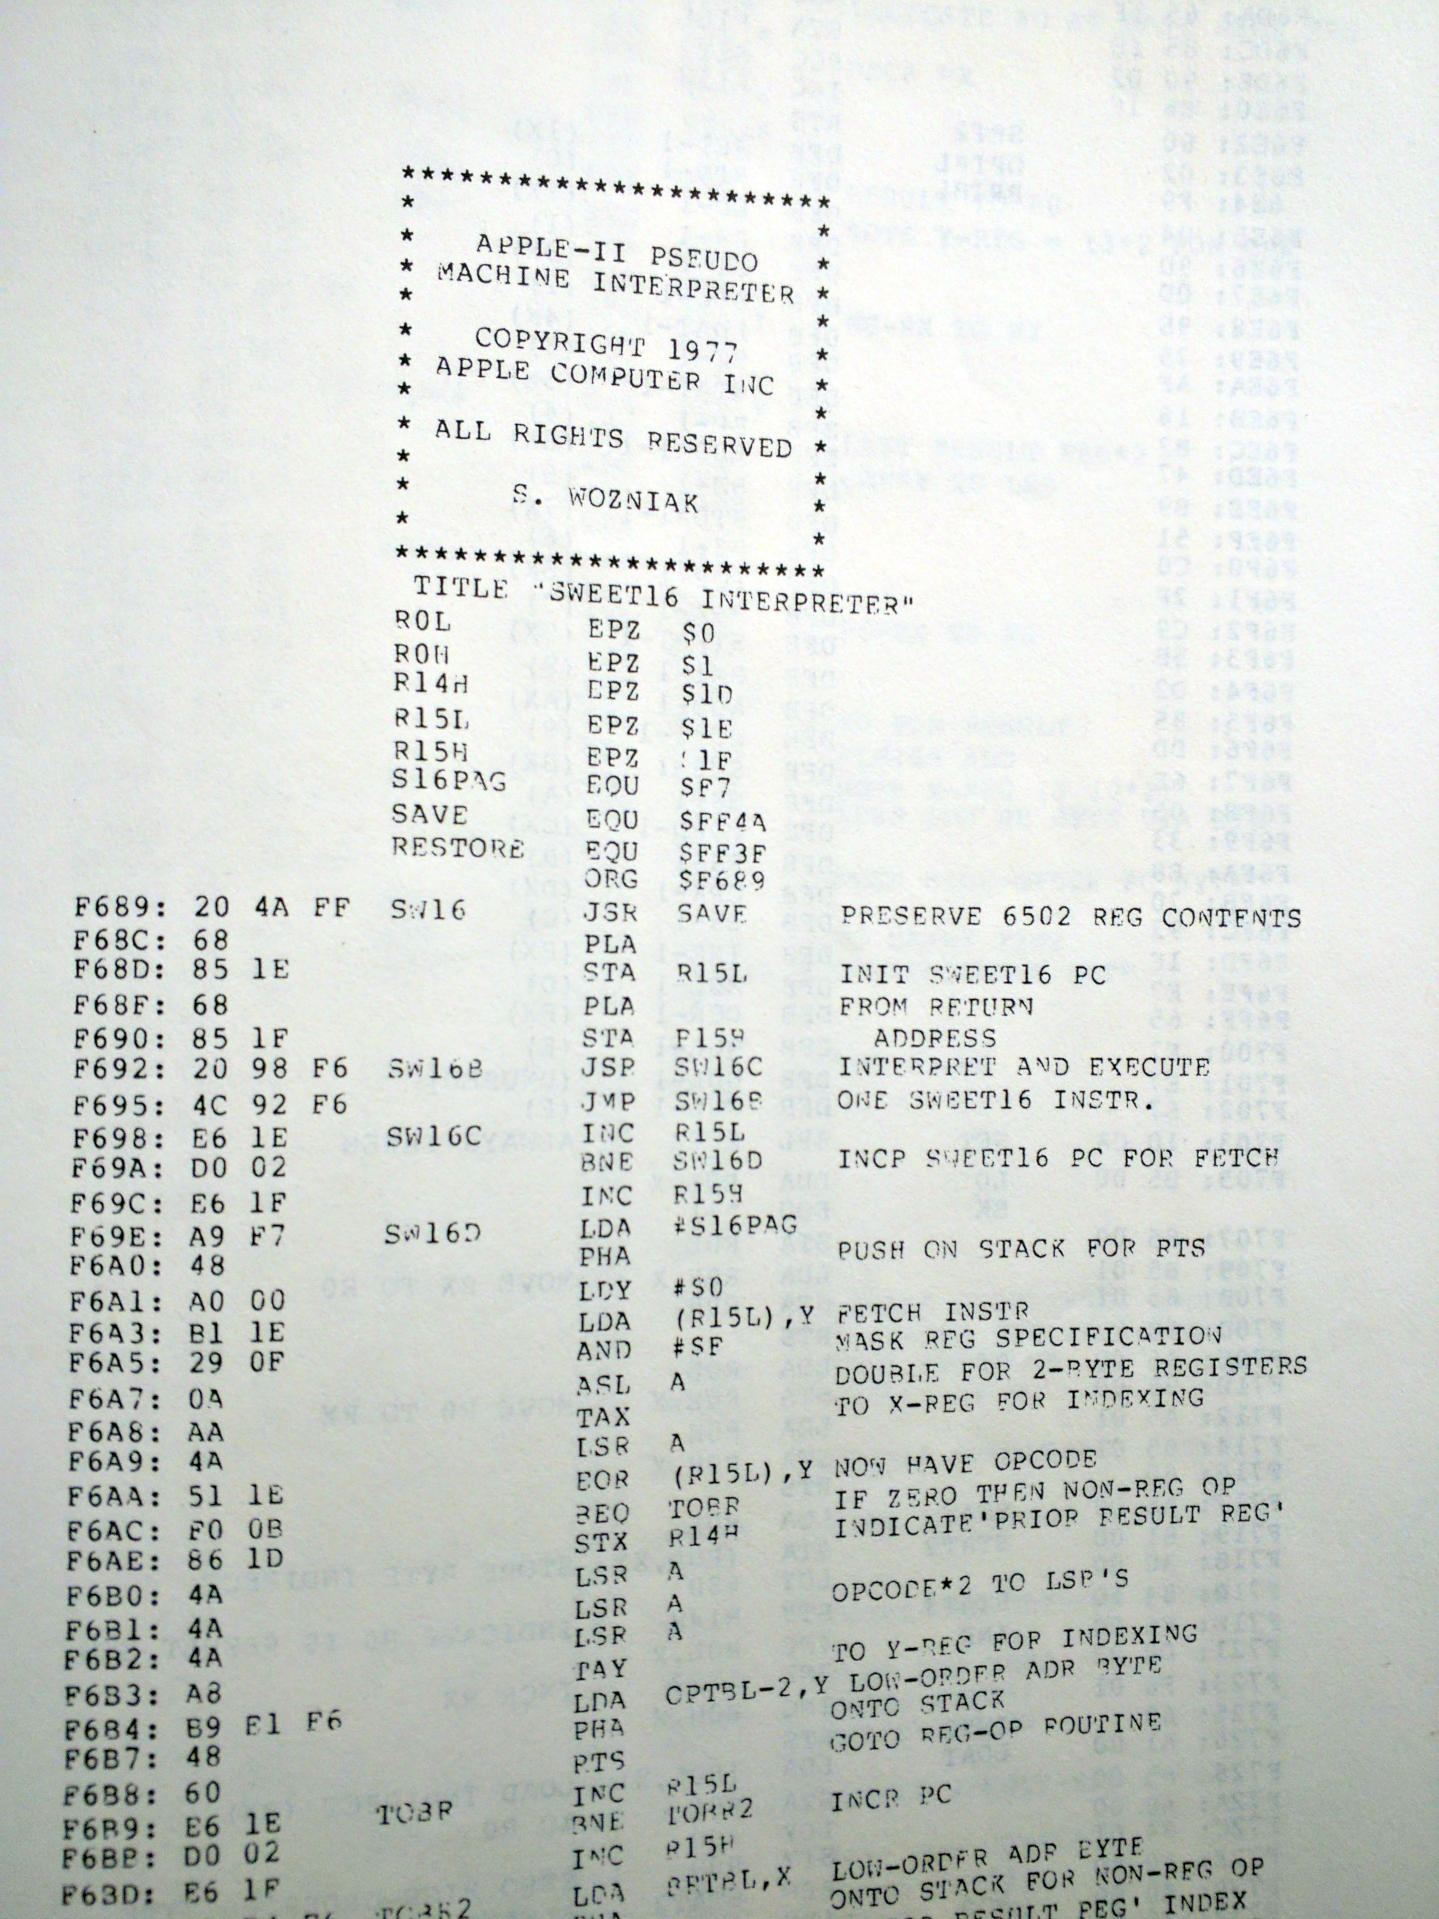 ***********************
*                     *
*   APPLE-II PSEUDO   *
* MACHINE INTERPRETER *
*                     *
*   COPYRIGHT 1977    *
* APPLE COMPUTER INC  *
*                     *
* ALL RIGHTS RESERVED *
*                     *
*     S. WOZNIAK      *
*                     *
***********************
TITLE "SWEET16 INTERPRETER"
R0L EPZ $0
R0H EPZ $1
R14H EPZ $1D
R15L EPZ $1E
R15H EPZ $1F
S16PAG EQU $F7
SAVE EQU $FF4A
RESTORE EQU $FF3F
ORG $F689
F689: 20 4A FF SW16 JSR SAVE PRESERVE 6502 REG CONTENTS
F68C: 68 PLA
F68D: 85 1E STA R15L INIT SWEET16 PC
F68F: 68 PLA FROM RETURN
F690: 85 1F STA R15H ADDRESS
F692: 20 98 F6 SW16B JSR SW16C INTERPRET AND EXECUTE
F695: 4C 92 F6 JMP SW16B ONE SWEET16 INSTR.
F698: E6 1E SW16C INC R15L
F69A: D0 02 BNE SW16D INCR SWEET16 PC FOR FETCH
F69C: E6 1F INC R15H
F69E: A9 F7 SW16D LDA #S16PAG
F6A0: 48 PHA PUSH ON STACK FOR RTS
F6A1: A0 00 LDY #$0
F6A3: B1 1E LDA (R15L),Y FETCH INSTR
F6A5: 29 0F AND #$F MASK REG SPECIFICATION
F6A7: 0A ASL A DOUBLE FOR 2-BYTE REGISTERS
F6A8: AA TAX TO X-REG FOR INDEXING
F6A9: 4A LSR A
F6AA: 51 1E EOR (R15L),Y NOW HAVE OPCODE
F6AC: F0 0B BEQ TOBR IF ZERO THEN NON-REG OP
F6AE: 86 1D STX R14H INDICATE'PRIOR RESULT REG'
F6B0: 4A LSR A
F6B1: 4A LSR A OPCODE*2 TO LSB'S
F6B2: 4A LSR A
F6B3: A8 TAY TO Y-REG FOR INDEXING
F6B4: B9 E1 F6 LDA OPTBL-2,Y LOW-ORDER ADR BYTE
F6B7: 48 PHA ONTO STACK
F6B8: 60 RTS GOTO REG-OP ROUTINE
F6B9: E6 1E TOBR INC R15L
F6BB: D0 02 BNE TOBR2 INCR PC
F6BD: E6 1F INC R15H
TOBR2 LDA BRTBL,X LOW-ORDER ADR BYTE
ONTO STACK FOR NON-REG OP
RESULT REG' INDEX